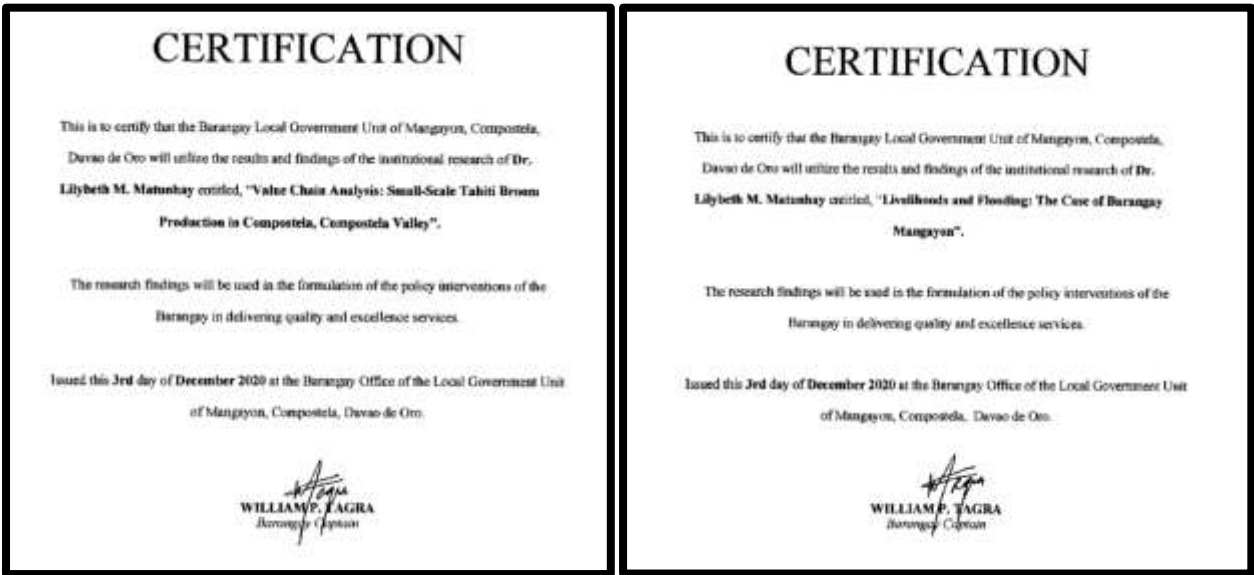 CERTIFICATION
This is to certify that the Barangay Local Government Unit of Mangayon, Compostela,
Davao de Oro will utilize the results and findings of the institutional research of Dr.
Lilybeth M. Matunhay entitled, "Value Chain Analysis: Small-Scale Tahiti Broom
Production in Compostela, Compostela Valley".
The research findings will be used in the formulation of the policy interventions of the
Barangay in delivering quality and excellence services.
Issued this 3rd day of December 2020 at the Barangay Office of the Local Government Unit
of Mangayon, Compostela, Davao de Oro.
WILLIAM P. TAGRA
Barangay Captain
CERTIFICATION
This is to certify that the Barangay Local Government Unit of Mangayon, Compostela,
Davao de Oro will utilize the results and findings of the institutional research of Dr.
Lilybeth M. Matunhay entitled, "Livelihoods and Flooding: The Case of Barangay
Mangayon".
The research findings will be used in the formulation of the policy interventions of the
Barangay in delivering quality and excellence services.
Issued this 3rd day of December 2020 at the Barangay Office of the Local Government Unit
of Mangayon, Compostela, Davao de Oro.
WILLIAM P. TAGRA
Barangay Captain